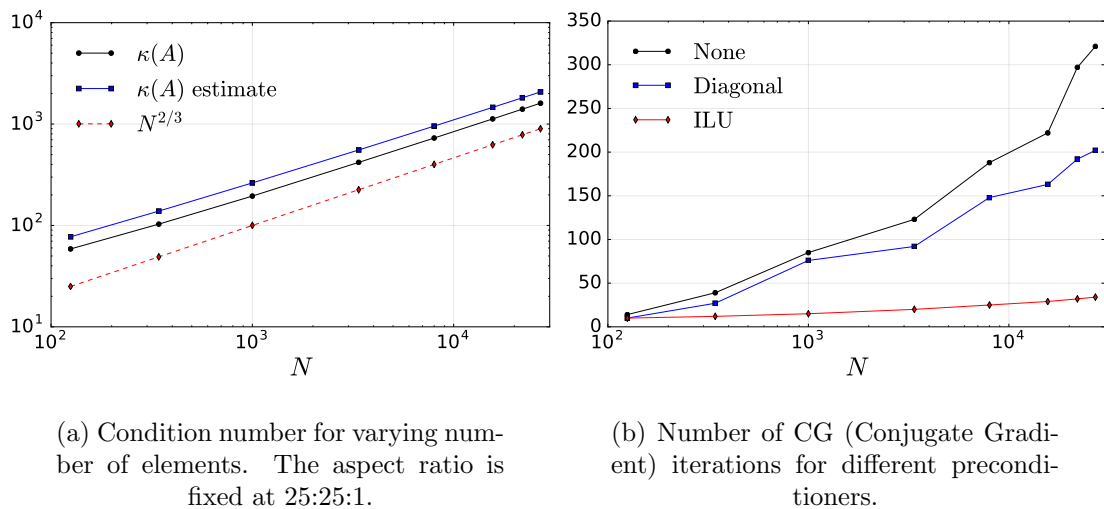 10^4
10^3
10^2
10^1
κ(A)
κ(A) estimate
N^{2/3}
10^2
10^3
10^4
N
350
300
250
200
150
100
50
0
None
Diagonal
ILU
10^2
10^3
10^4
N
(a) Condition number for varying num-
ber of elements. The aspect ratio is
fixed at 25:25:1.
(b) Number of CG (Conjugate Gradi-
ent) iterations for different precondi-
tioners.